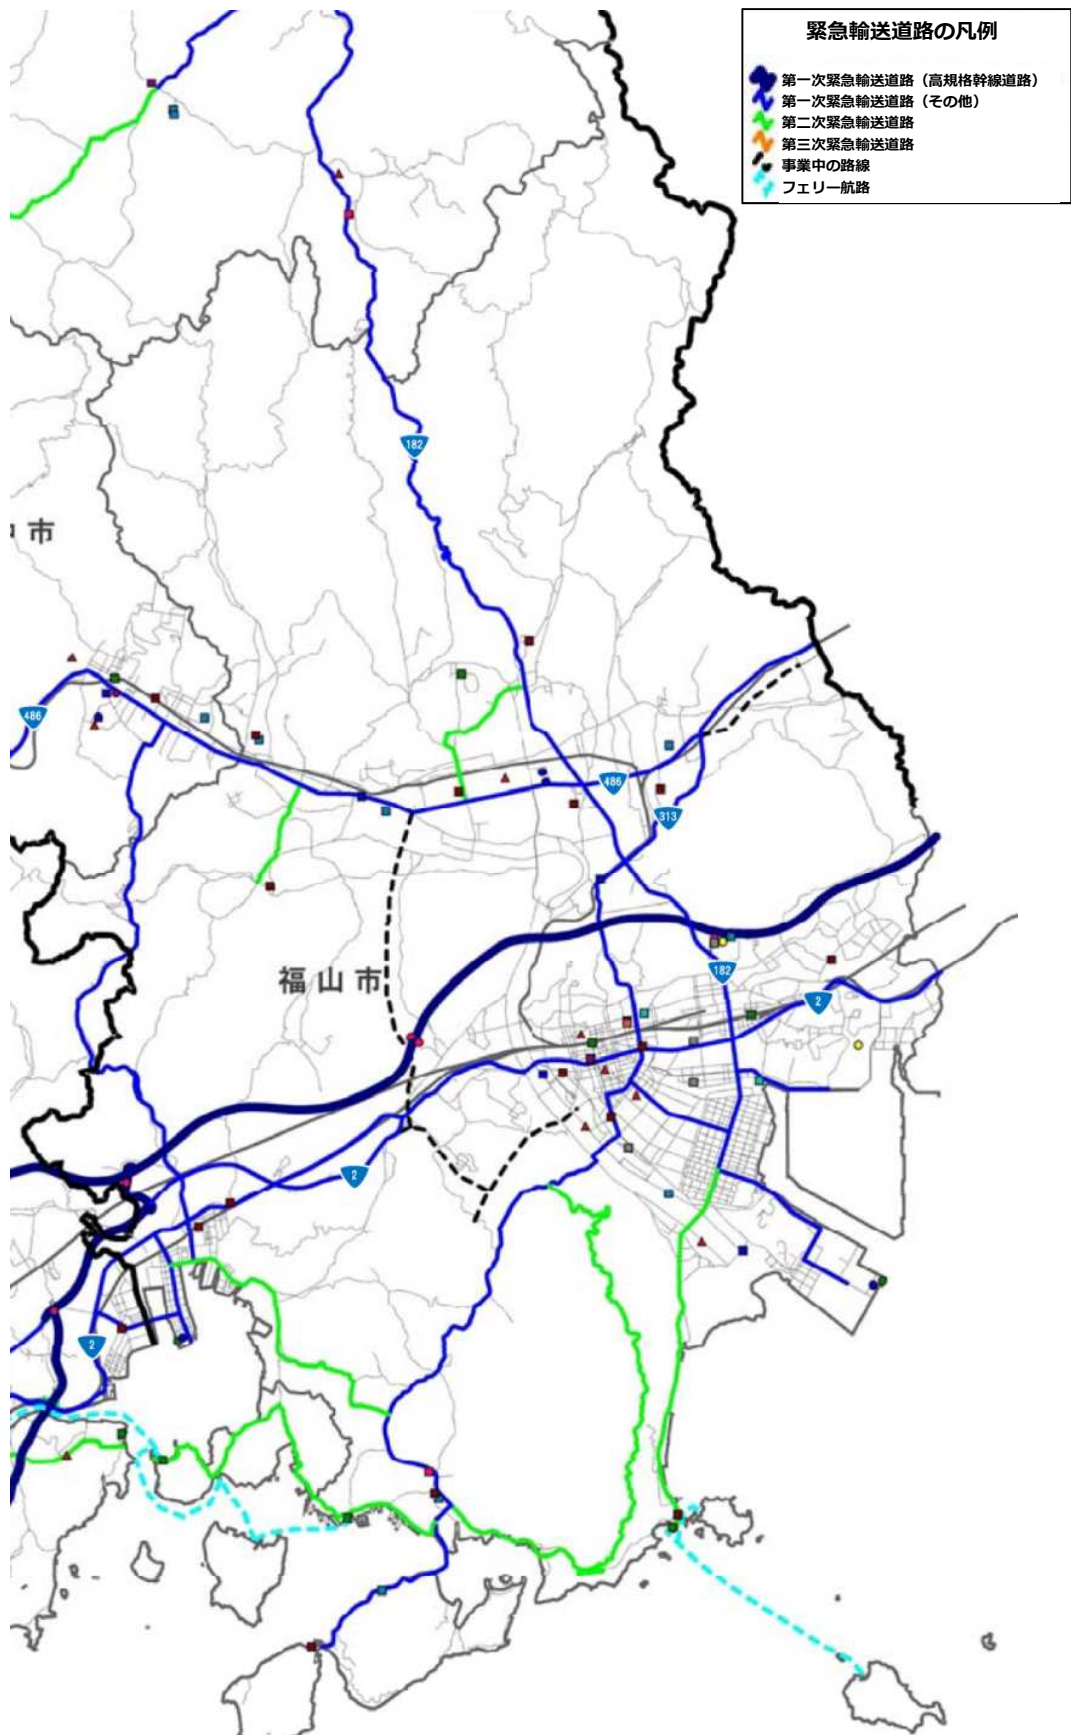 緊急輸送道路の凡例
第一次緊急輸送道路（高規格幹線道路）
第一次緊急輸送道路（その他）
第二次緊急輸送道路
第三次緊急輸送道路
事業中の路線
フェリー航路
182
市
486
486
313
福山市
182
2
2
2